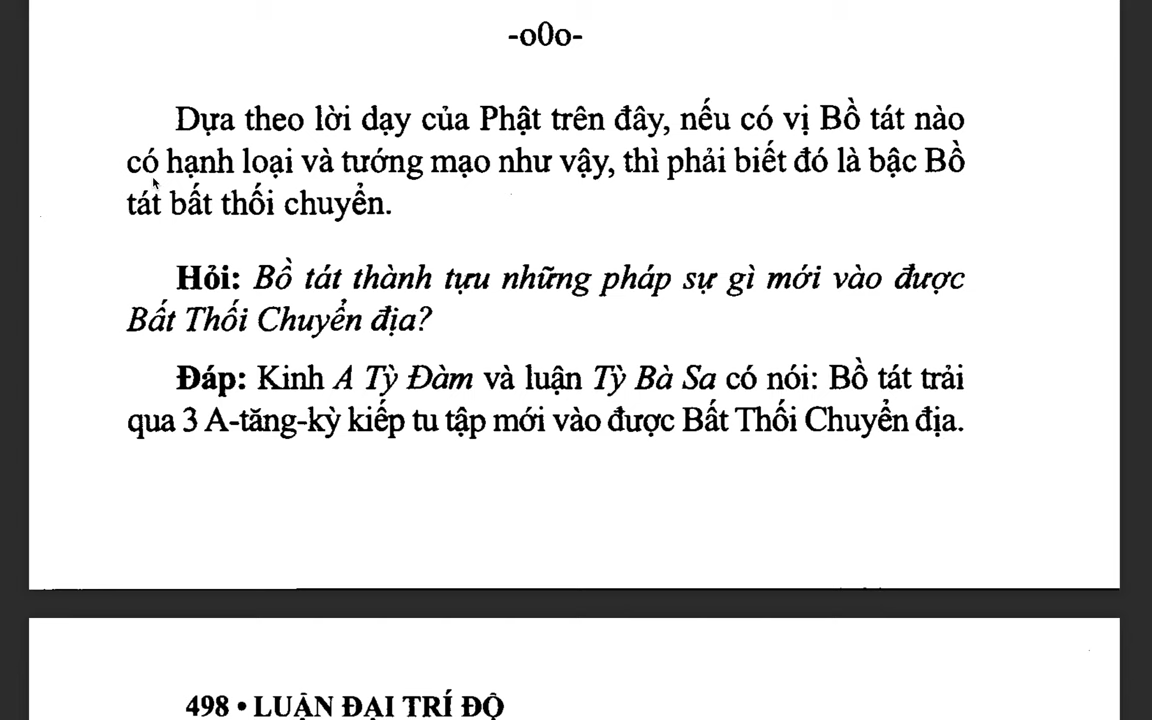 -o0o-
Dựa theo lời dạy của Phật trên đây, nếu có vị Bồ tát nào
có hạnh loại và tướng mạo như vậy, thì phải biết đó là bậc Bồ
tát bất thối chuyển.
Hỏi: Bồ tát thành tựu những pháp sự gì mới vào được
Bất Thối Chuyển địa?
Đáp: Kinh A Tỳ Đàm và luận Tỳ Bà Sa có nói: Bồ tát trải
qua 3 A-tăng-kỳ kiếp tu tập mới vào được Bất Thối Chuyển địa.
498 • LUẬN ĐẠI TRÍ ĐỘ